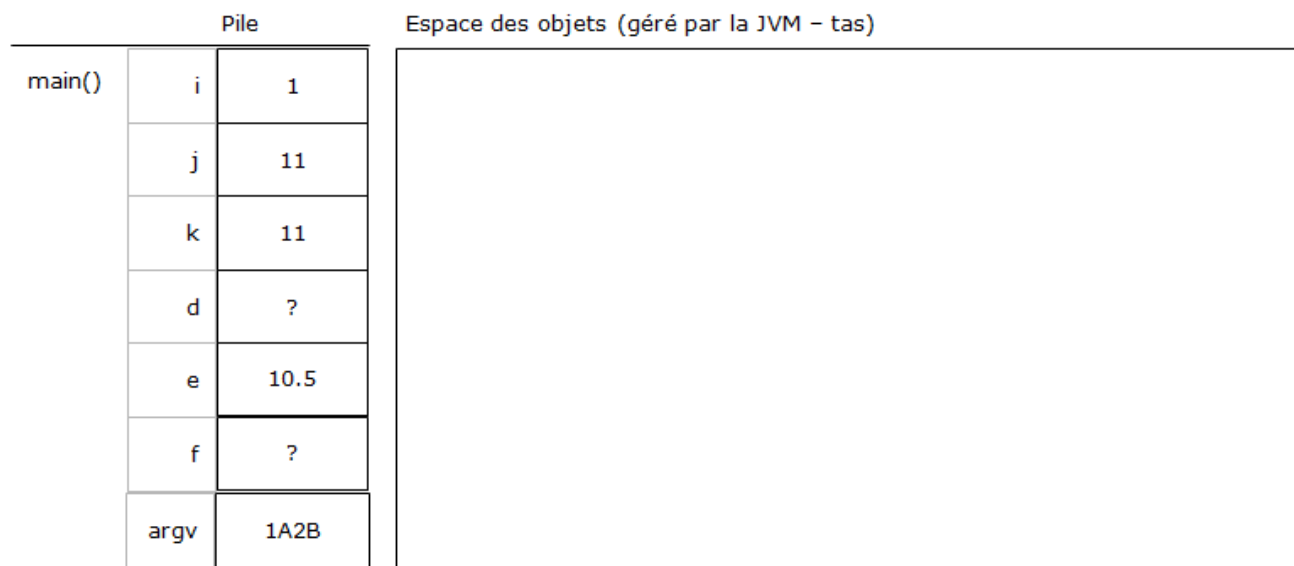 Pile Espace des objets (géré par la JVM – tas)
main() i 1
j 11
k 11
d ?
e 10.5
f ?
argv 1A2B